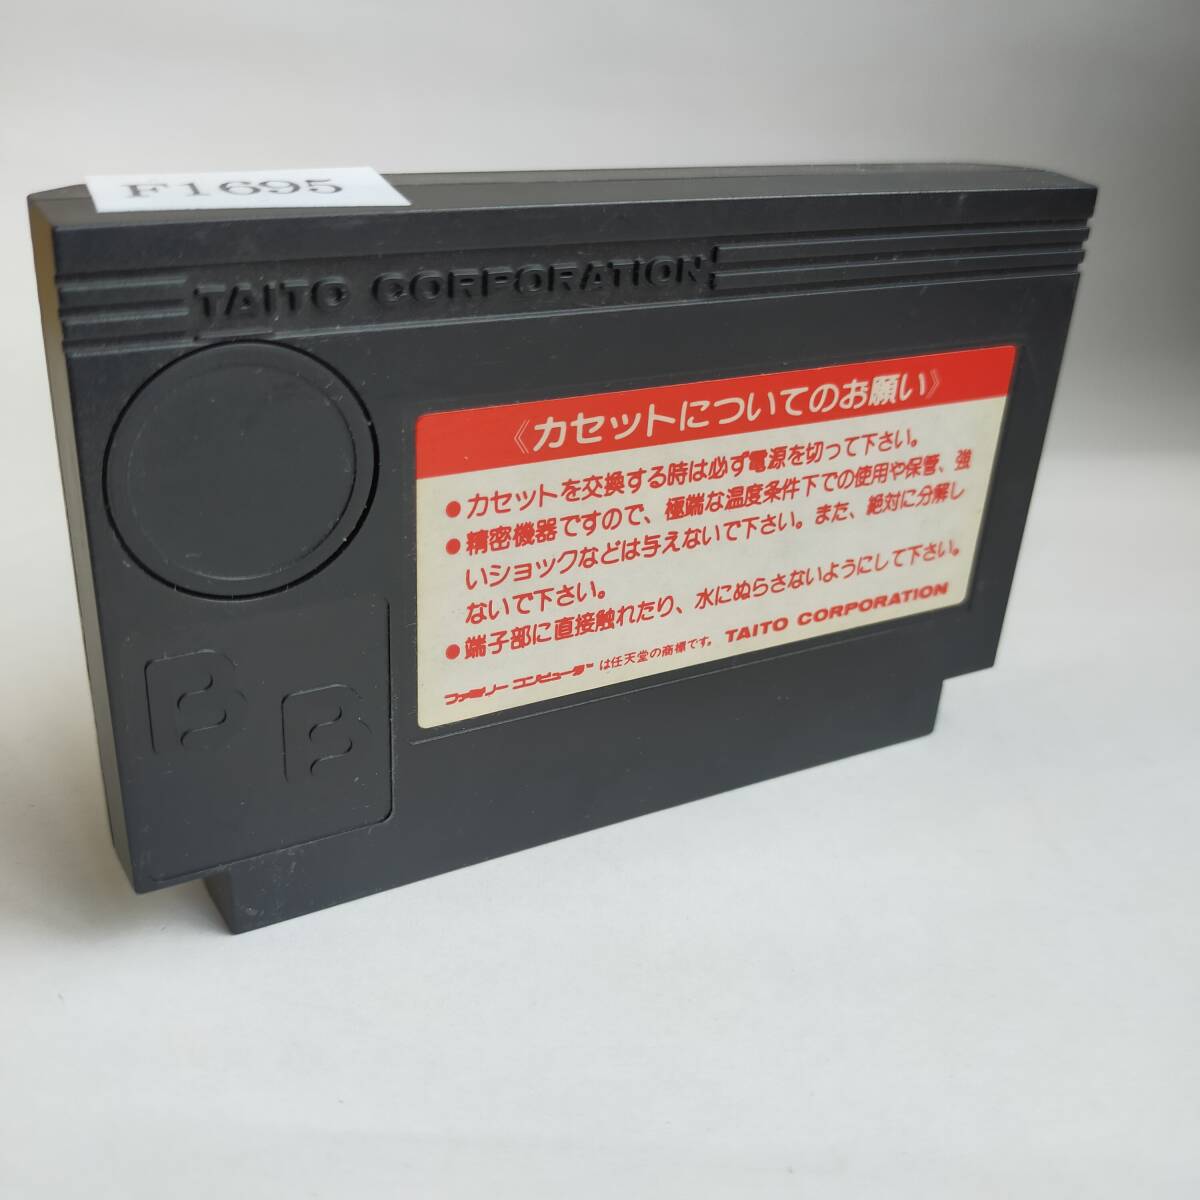 F1695
TAITO CORPORATION
《カセットについてのお願い》
●カセットを交換する時は必ず電源を切って下さい。
●精密機器ですので、極端な温度条件下での使用や保管、強
いショックなどは与えないで下さい。また、絶対に分解し
ないで下さい。
●端子部に直接触れたり、水にぬらさないようにして下さい。
ファミリーコンピュータ は任天堂の商標です。 TAITO CORPORATION
B
B